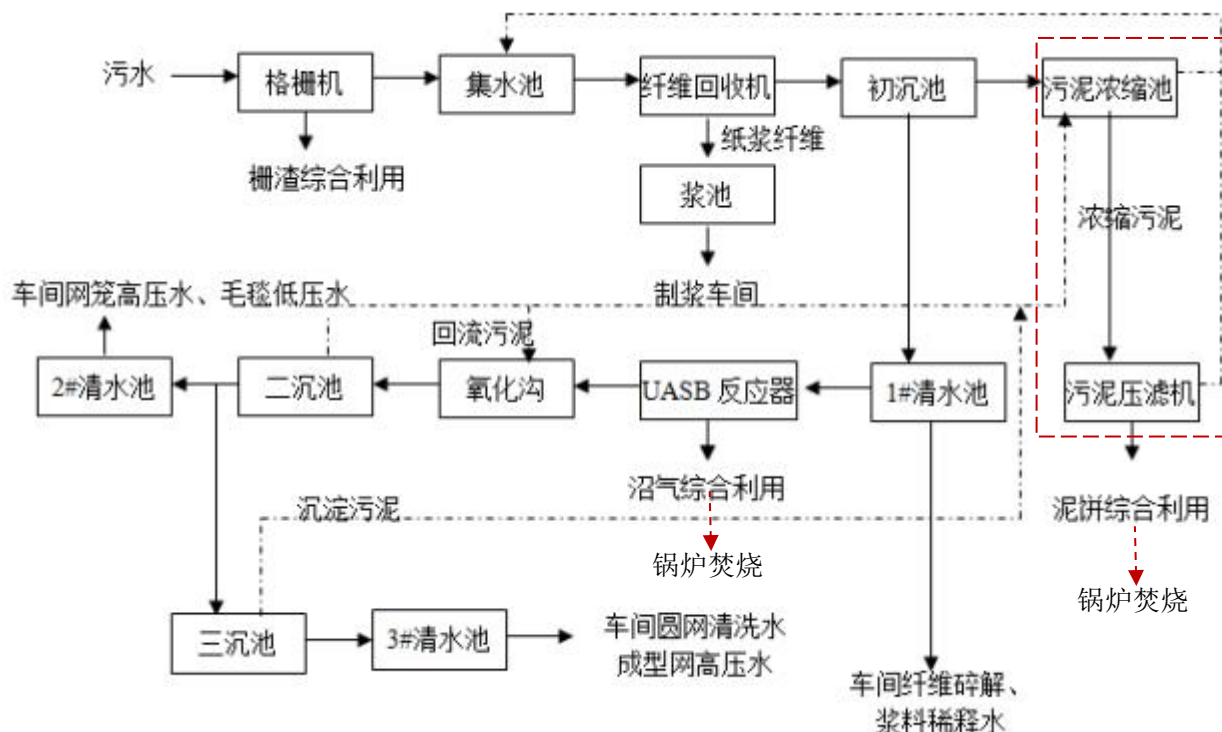 污水
格栅机
集水池
纤维回收机
初沉池
污泥浓缩池
纸浆纤维
栅渣综合利用
浆池
浓缩污泥
车间网笼高压水、毛毯低压水
制浆车间
回流污泥
2#清水池
二沉池
氧化沟
UASB 反应器
1#清水池
污泥压滤机
沼气综合利用
沉淀污泥
泥饼综合利用
锅炉焚烧
锅炉焚烧
三沉池
3#清水池
车间圆网清洗水
成型网高压水
车间纤维碎解、
浆料稀释水